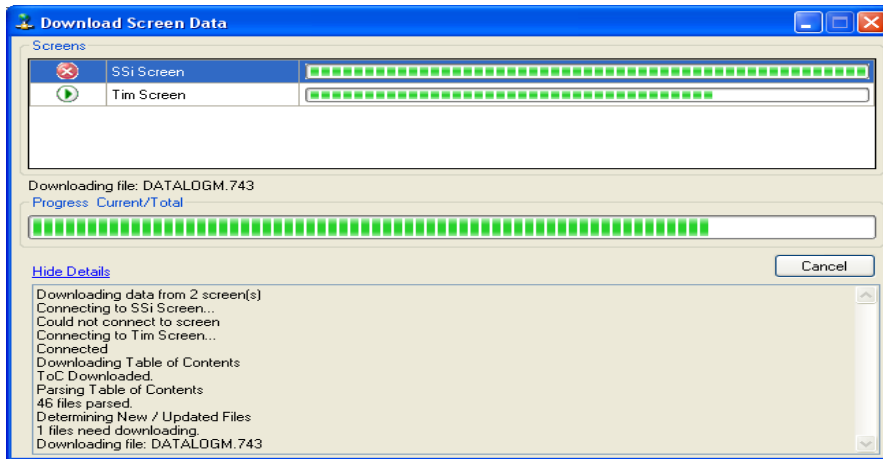 Download Screen Data
Screens
SSi Screen
Tim Screen
Downloading file: DATALOGM.743
Progress Current/Total
Hide Details
Cancel
Downloading data from 2 screen(s)
Connecting to SSi Screen...
Could not connect to screen
Connecting to Tim Screen...
Connected
Downloading Table of Contents
ToC Downloaded.
Parsing Table of Contents
46 files parsed.
Determining New / Updated Files
1 files need downloading.
Downloading file: DATALOGM.743